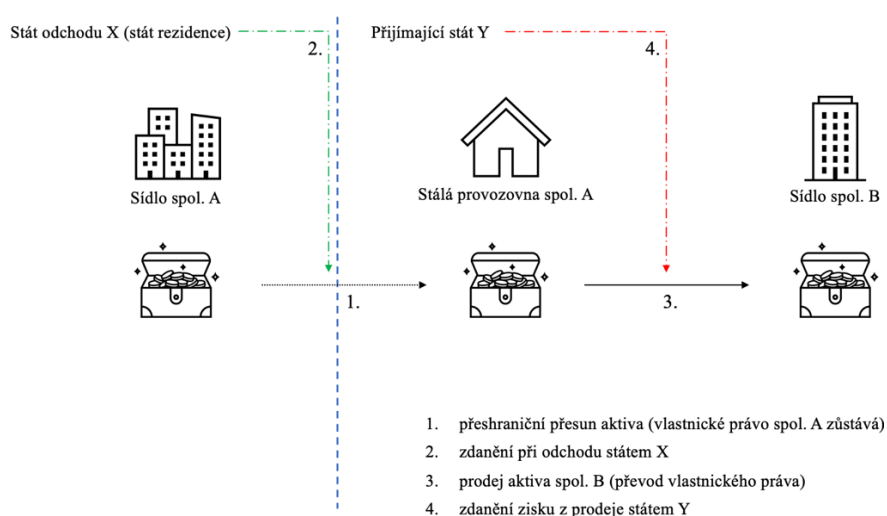 Stát odchodu X (stát rezidence)
2.
Přijímající stát Y
4.
Sídlo spol. A
Stálá provozovna spol. A
Sídlo spol. B
1.
3.
1. přeshraniční přesun aktiva (vlastnické právo spol. A zůstává)
2. zdanění při odchodu státem X
3. prodej aktiva spol. B (převod vlastnického práva)
4. zdanění zisku z prodeje státem Y